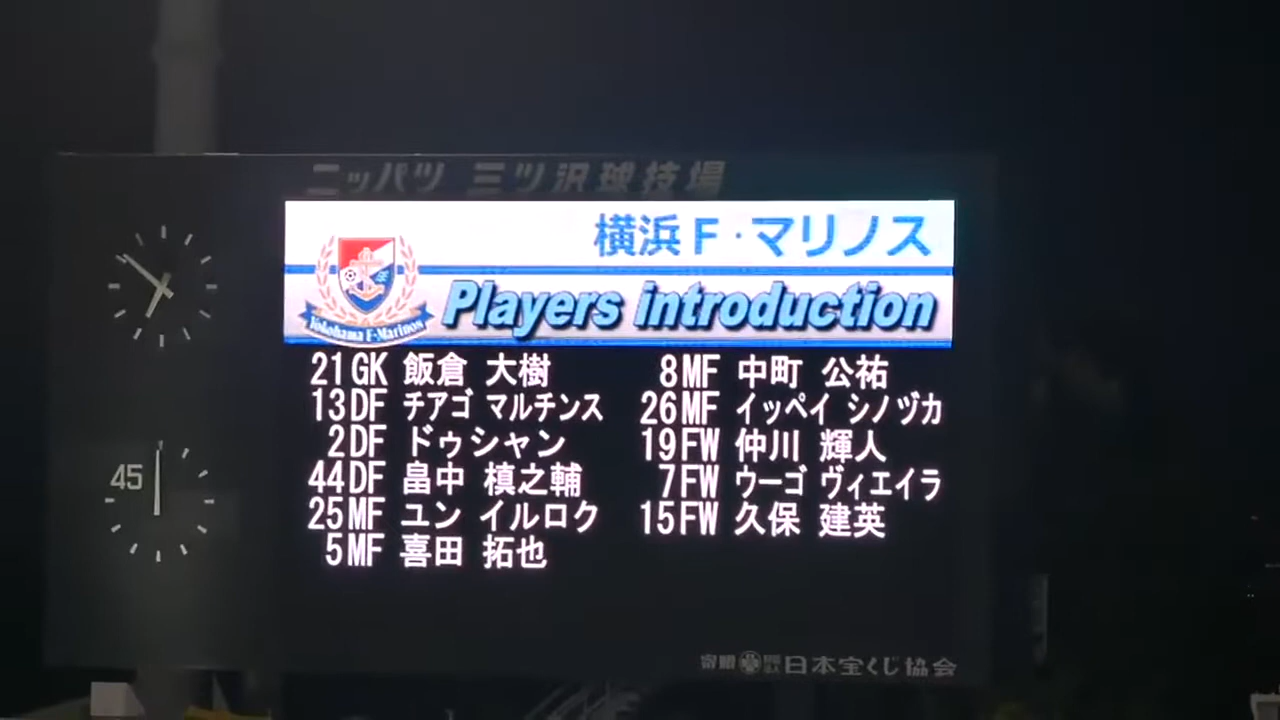 ニッパツ 三ツ沢球技場
横浜F・マリノス
Yokohama F·Marinos
Players introduction
21GK 飯倉 大樹
13DF チアゴ マルチンス
2DF ドゥシャン
44DF 畠中 槙之輔
25MF ユン イルロク
5MF 喜田 拓也
8MF 中町 公祐
26MF イッペイ シノヅカ
19FW 仲川 輝人
7FW ウーゴ ヴィエイラ
15FW 久保 建英
45
寄贈 日本宝くじ協会